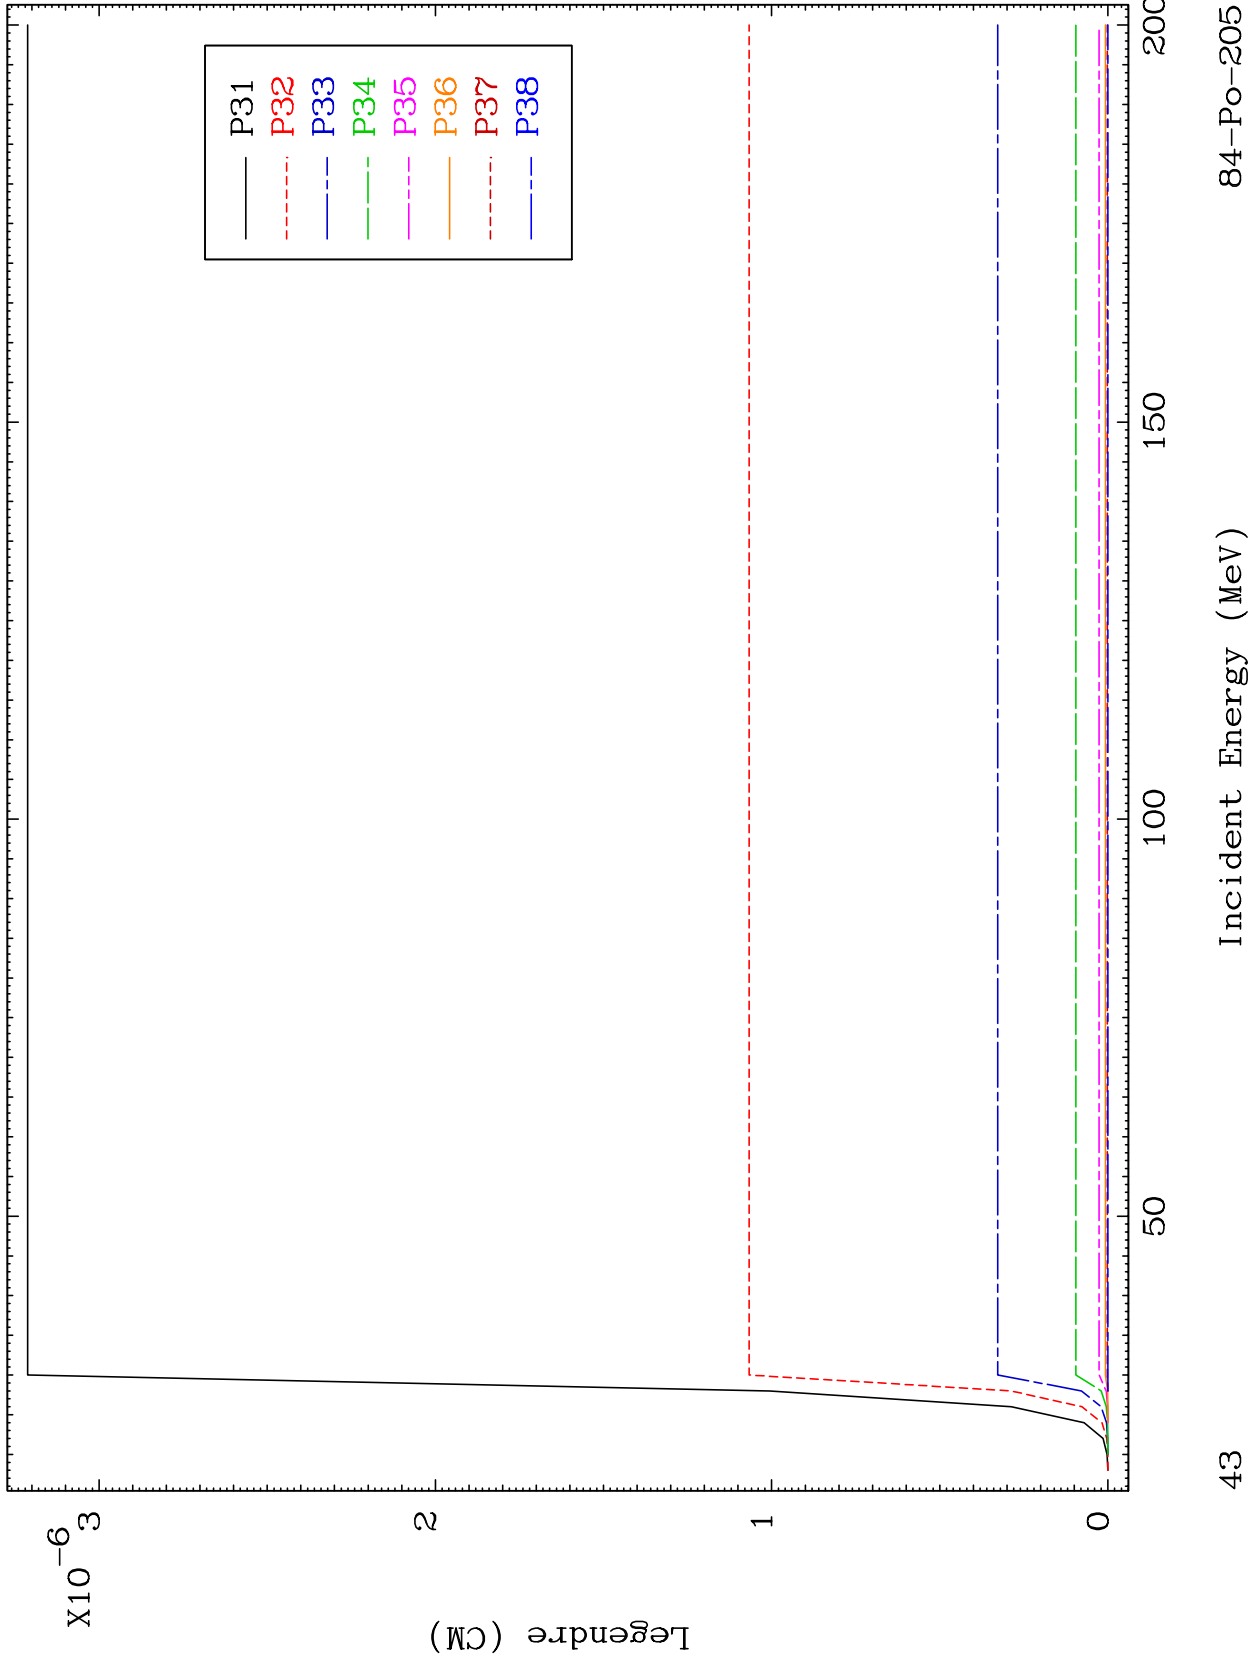 X10-6
3
2
1
0
Legendre (CM)
P31
P32
P33
P34
P35
P36
P37
P38
50
100
150
200
Incident Energy (MeV)
43
84-Po-205